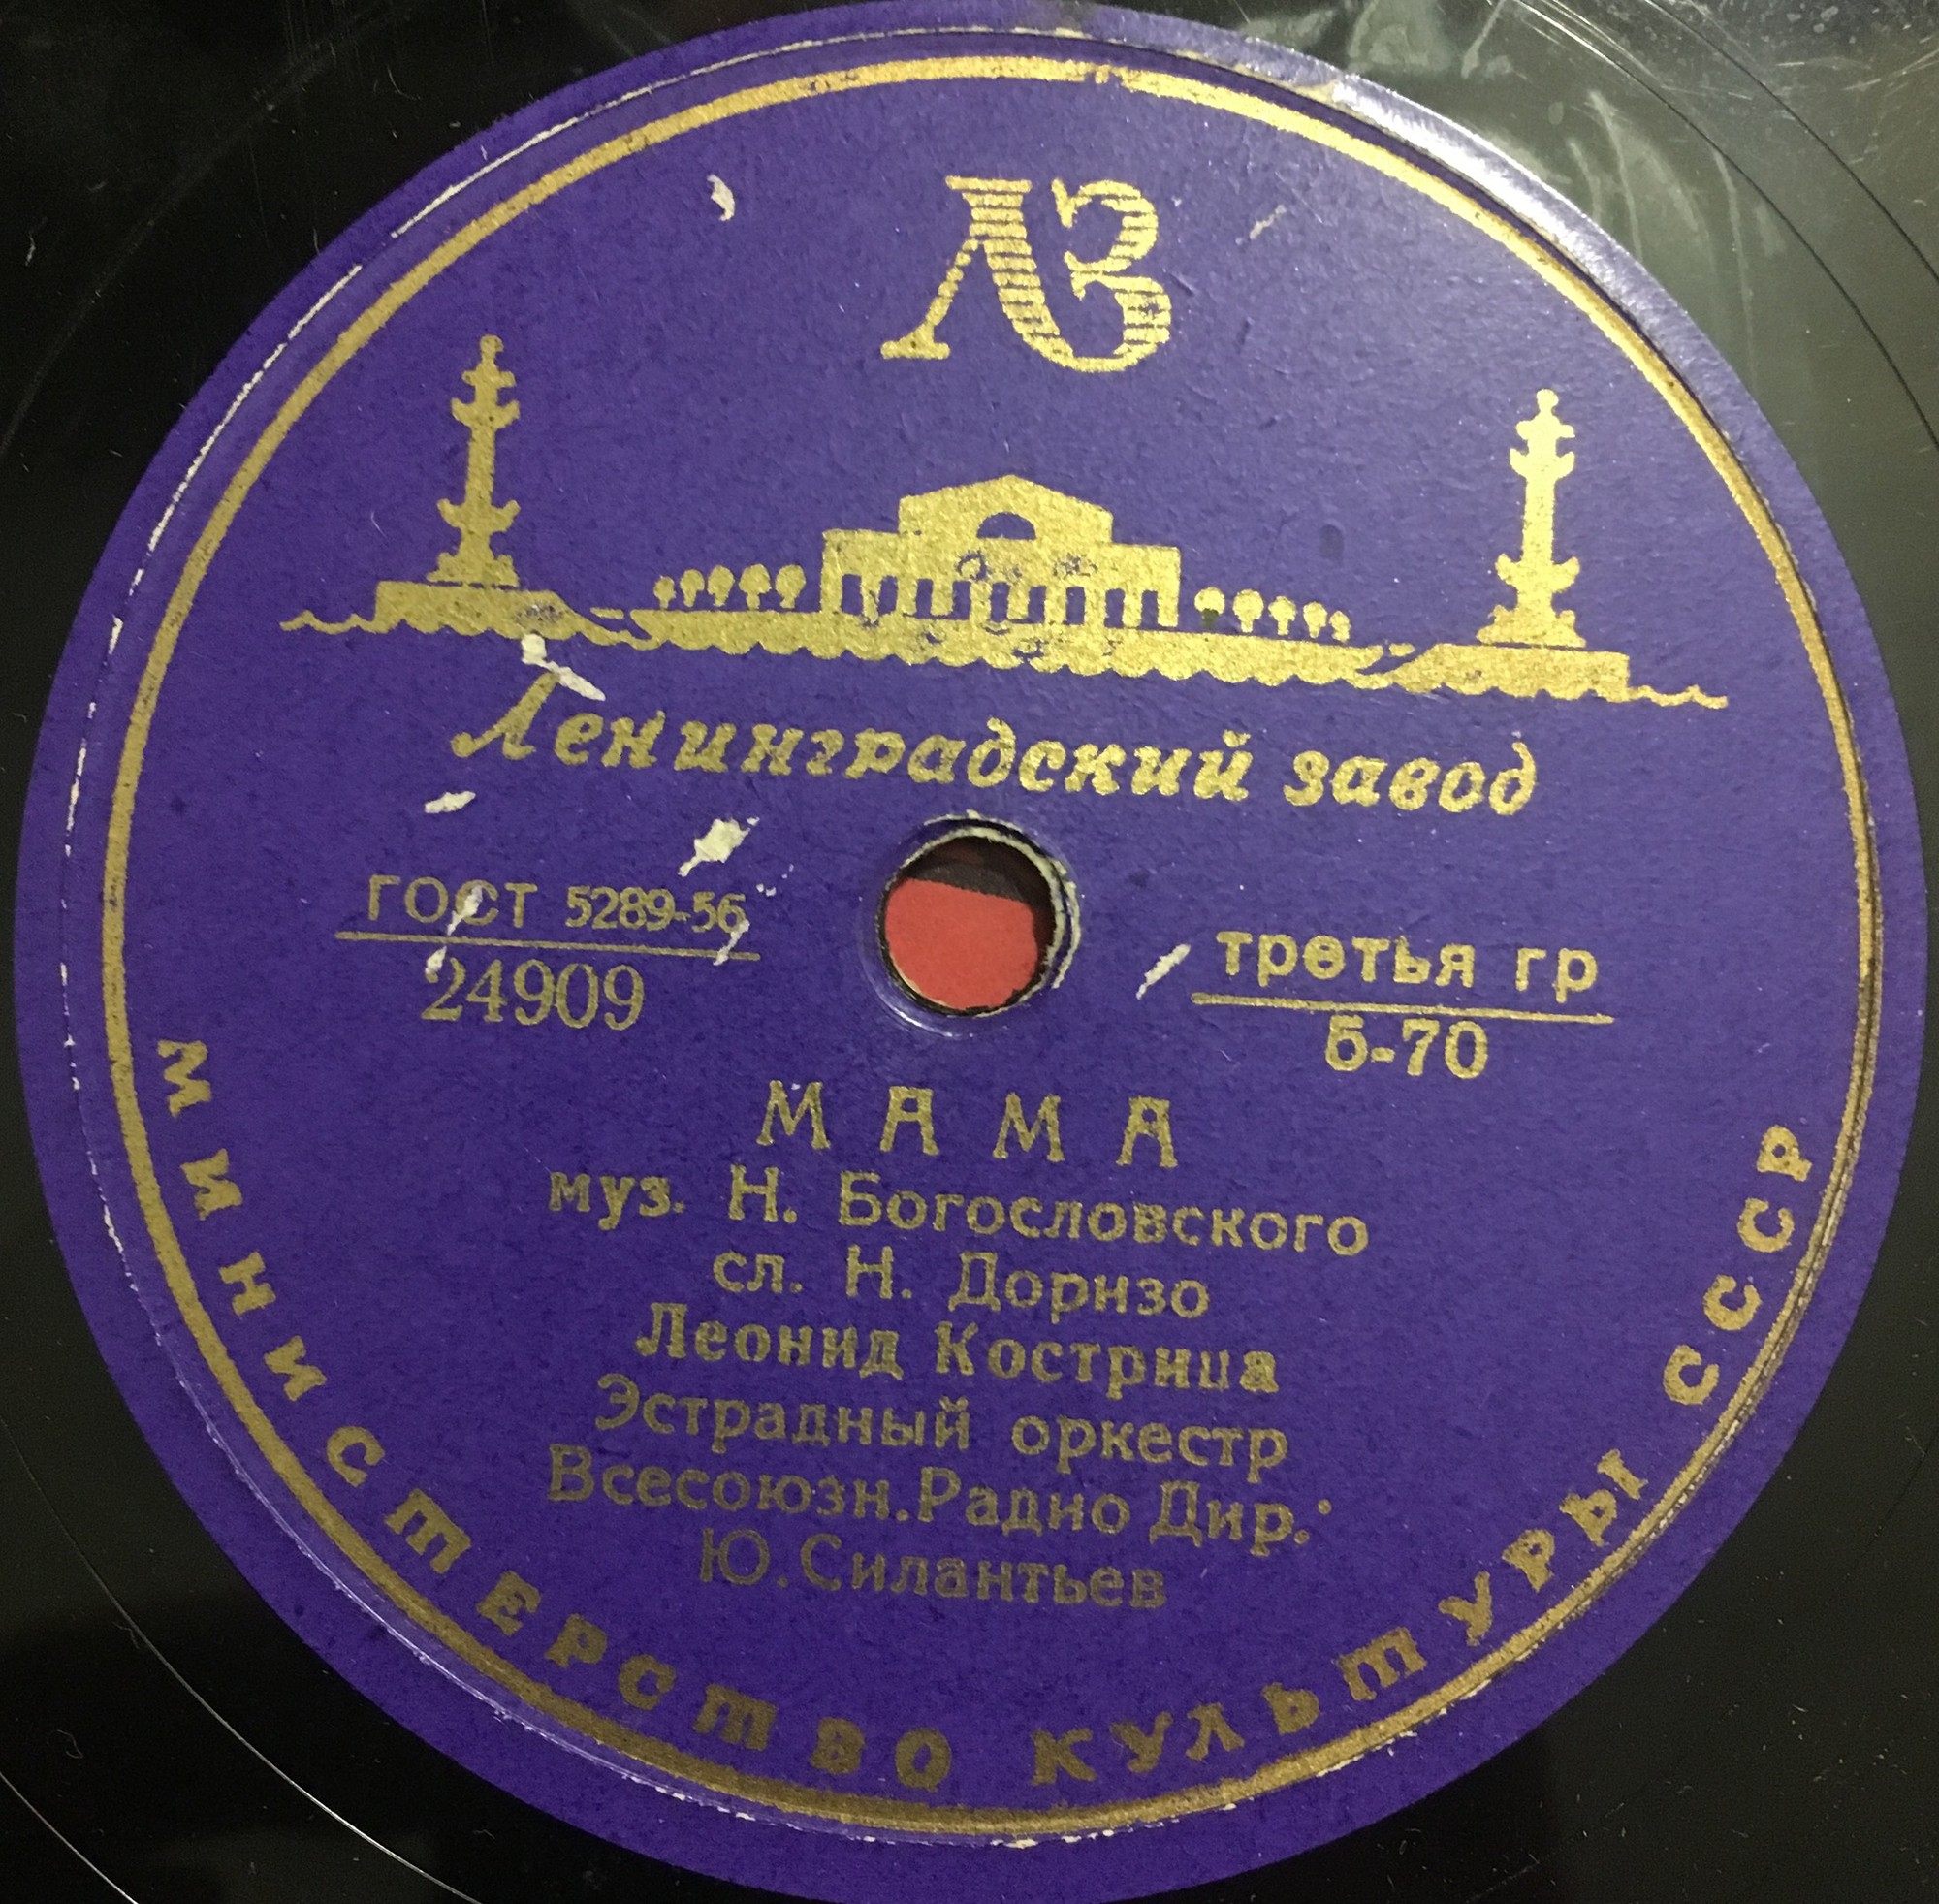 ЛЗ
Ленинградский завод
ГОСТ 5289-56
24909
третья гр
5-70
МАМА
муз. Н. Богословского
сл. Н. Доризо
Леонид Кострица
Эстрадный оркестр
Всесоюзн.Радио Дир.:
Ю.Силантьев
МИНИСТЕРСТВО КУЛЬТУРЫ СССР